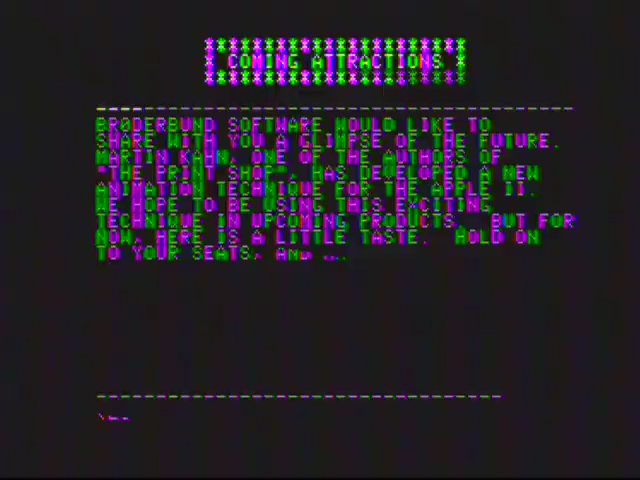 * * * * * * * * * * * * * * * * * * * *
* COMING ATTRACTIONS *
* * * * * * * * * * * * * * * * * * * *
BRØDERBUND SOFTWARE WOULD LIKE TO
SHARE WITH YOU A GLIMPSE OF THE FUTURE.
MARTIN KAHN, ONE OF THE AUTHORS OF
"THE PRINT SHOP", HAS DEVELOPED A NEW
ANIMATION TECHNIQUE FOR THE APPLE II.
WE HOPE TO BE USING THIS EXCITING
TECHNIQUE IN UPCOMING PRODUCTS. BUT FOR
NOW, HERE IS A LITTLE TASTE. HOLD ON
TO YOUR SEATS, AND